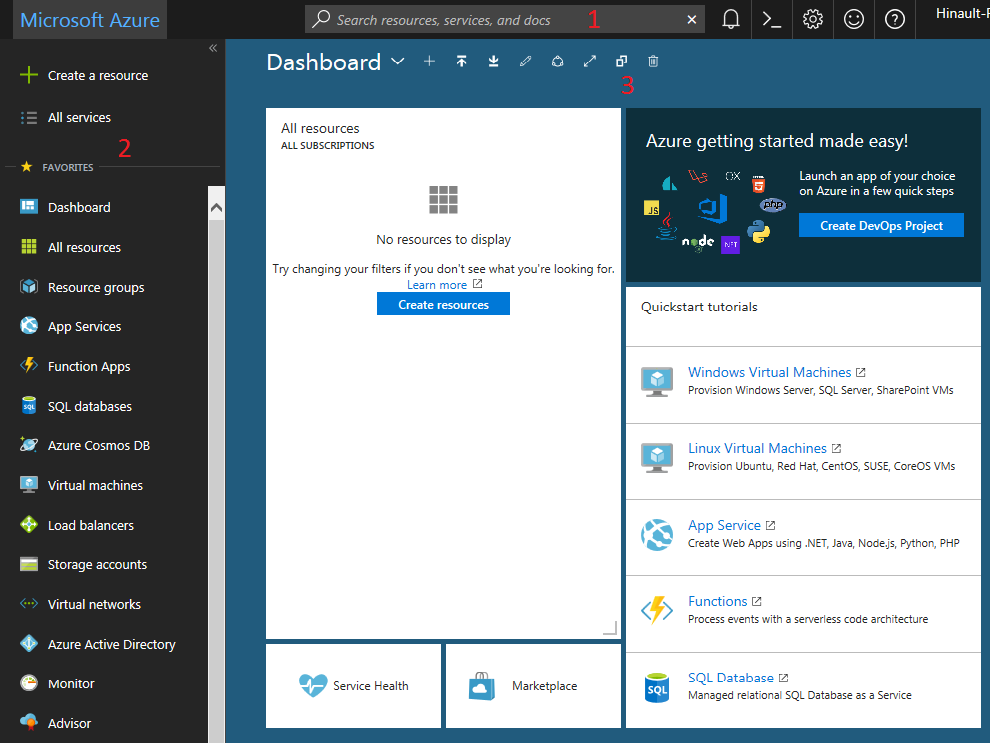 Microsoft Azure
Search resources, services, and docs
1
Hinault-
«
Create a resource
All services
2
FAVORITES
Dashboard
All resources
Resource groups
App Services
Function Apps
SQL databases
Azure Cosmos DB
Virtual machines
Load balancers
Storage accounts
Virtual networks
Azure Active Directory
Monitor
Advisor
Dashboard
3
All resources
ALL SUBSCRIPTIONS
No resources to display
Try changing your filters if you don't see what you're looking for.
Learn more
Create resources
Service Health
Marketplace
Azure getting started made easy!
JS
php
node
.NET
Launch an app of your choice
on Azure in a few quick steps
Create DevOps Project
Quickstart tutorials
Windows Virtual Machines
Provision Windows Server, SQL Server, SharePoint VMs
Linux Virtual Machines
Provision Ubuntu, Red Hat, CentOS, SUSE, CoreOS VMs
App Service
Create Web Apps using .NET, Java, Node.js, Python, PHP
Functions
Process events with a serverless code architecture
SQL
SQL Database
Managed relational SQL Database as a Service